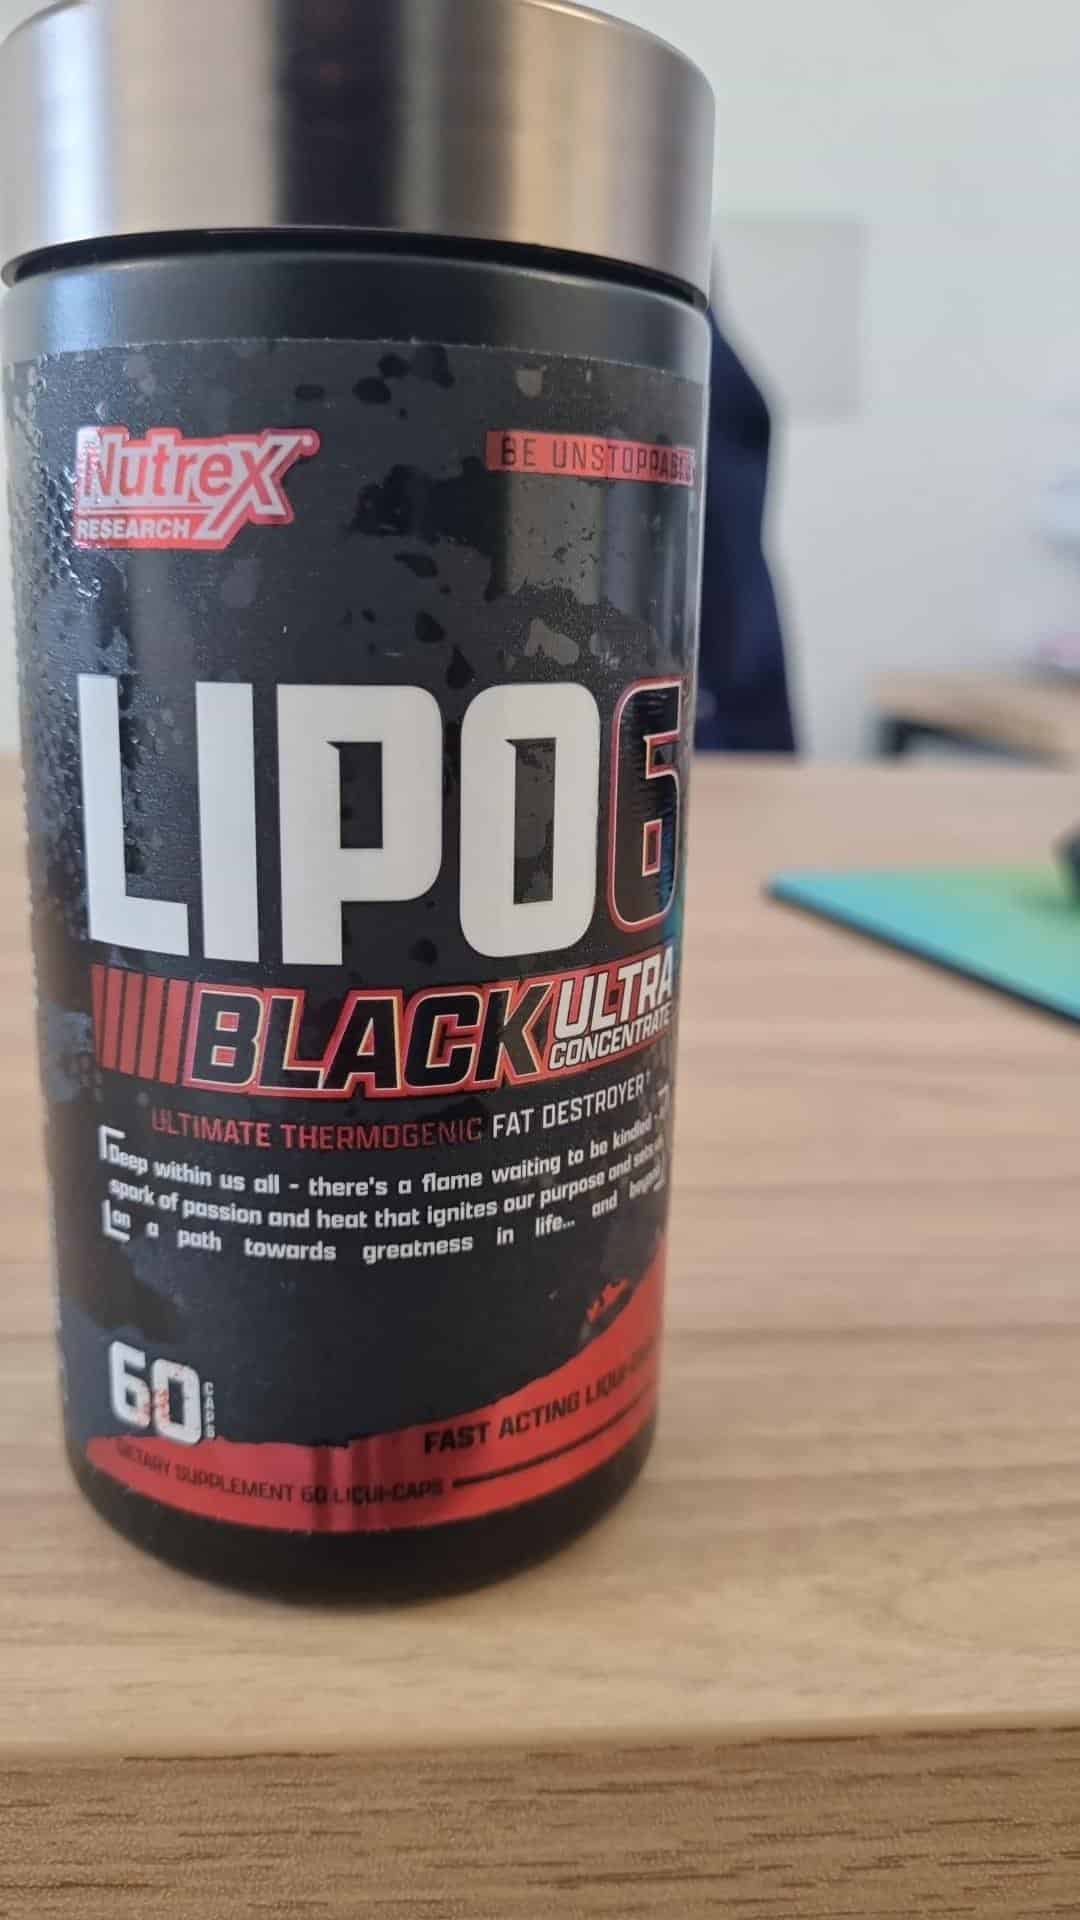 Nutrex
RESEARCH
BE UNSTOPPABLE
LIPO6
BLACK ULTRA
CONCENTRATE
ULTIMATE THERMOGENIC FAT DESTROYER†
Deep within us all - there's a flame waiting to be kindled
spark of passion and heat that ignites our purpose and sets
on a path towards greatness in life... and beyond
60 CAPS
FAST ACTING LIQUI-
DIETARY SUPPLEMENT 60 LIQUI-CAPS